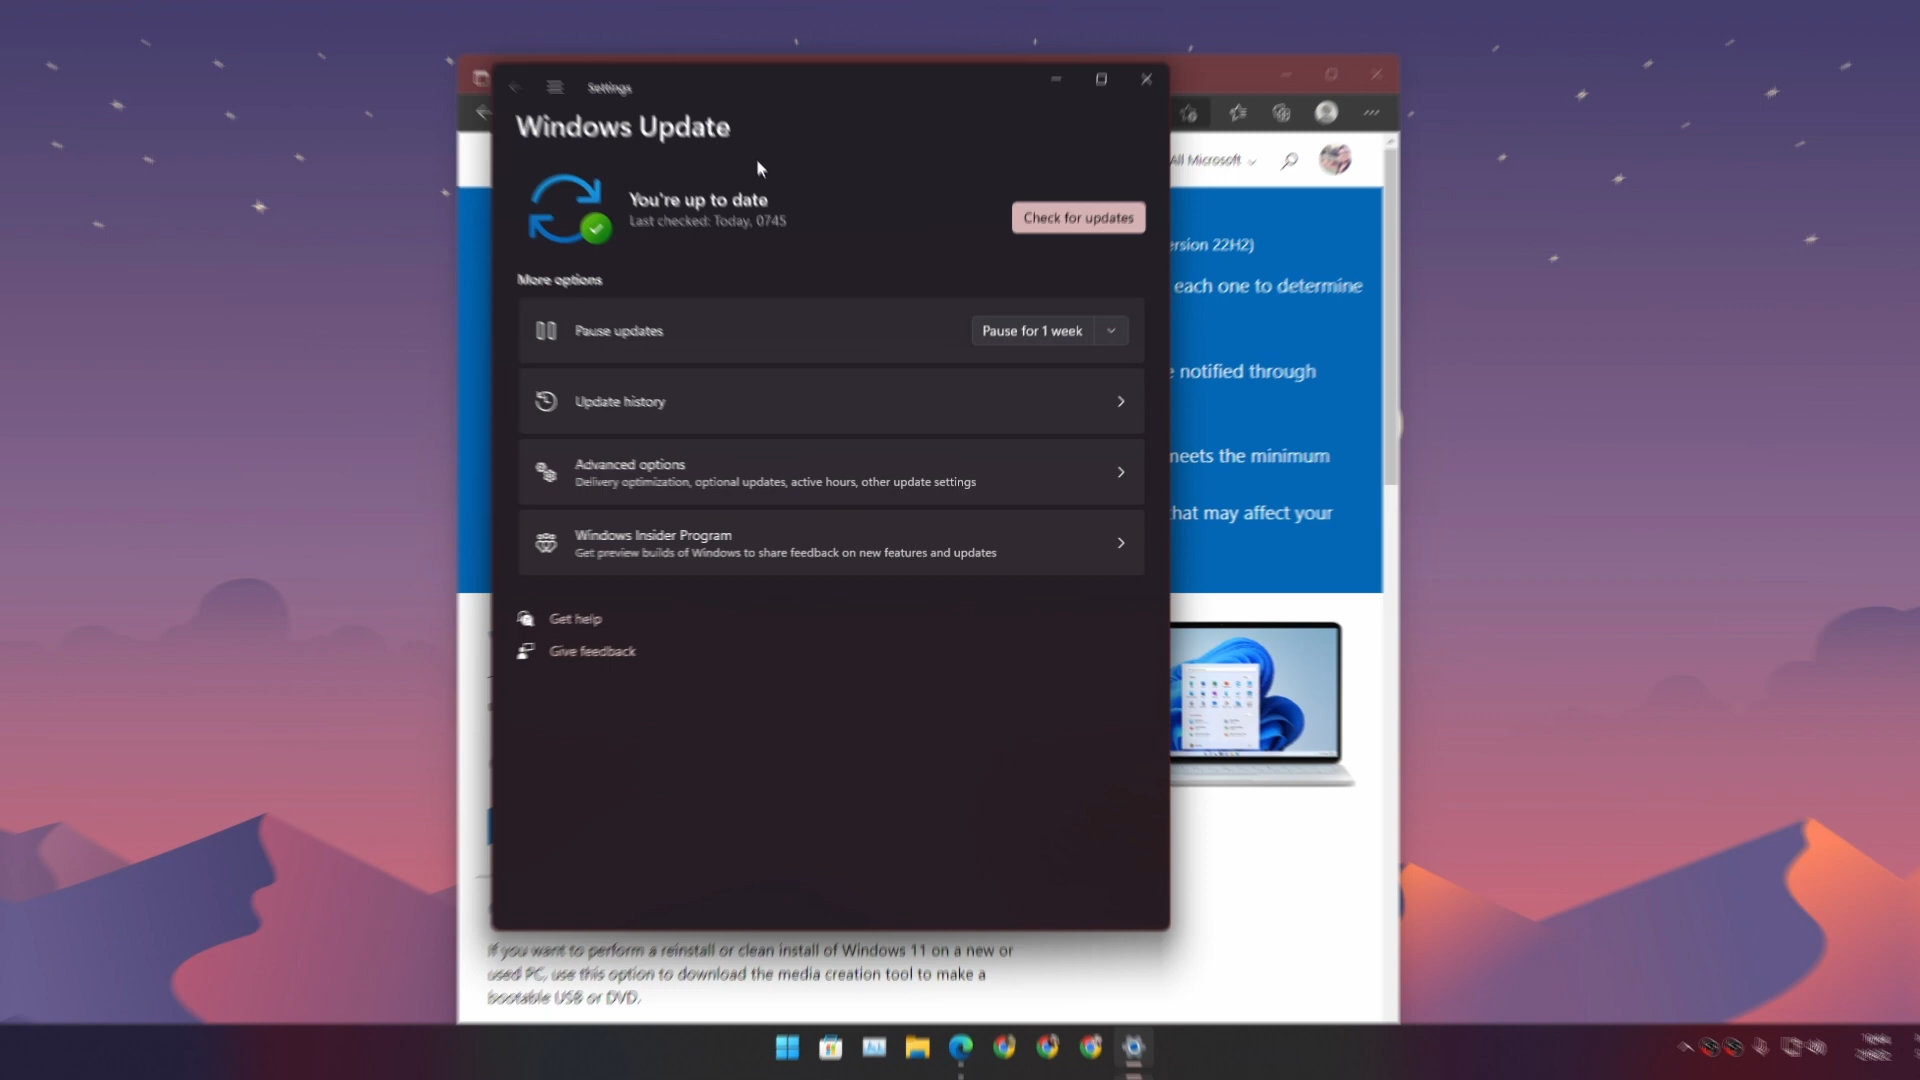 Settings
Windows Update
You're up to date
Last checked: Today, 0745
Check for updates
More options
Pause updates
Pause for 1 week
Update history
Advanced options
Delivery optimization, optional updates, active hours, other update settings
Windows Insider Program
Get preview builds of Windows to share feedback on new features and updates
Get help
Give feedback
All Microsoft
ersion 22H2)
each one to determine
e notified through
meets the minimum
that may affect your
If you want to perform a reinstall or clean install of Windows 11 on a new or
used PC, use this option to download the media creation tool to make a
bootable USB or DVD.